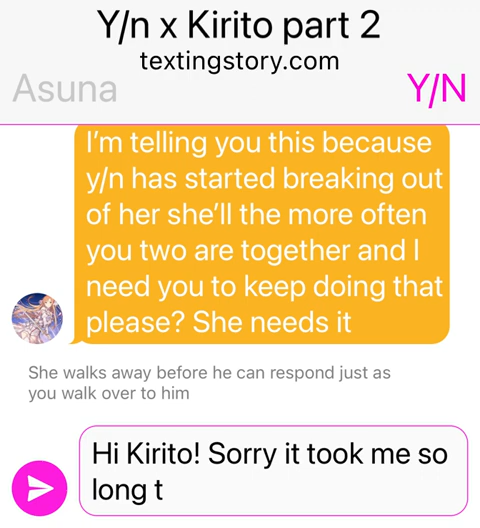 Y/n x Kirito part 2
textingstory.com
Asuna
Y/N
I'm telling you this because
y/n has started breaking out
of her she'll the more often
you two are together and I
need you to keep doing that
please? She needs it
She walks away before he can respond just as
you walk over to him
Hi Kirito! Sorry it took me so
long t